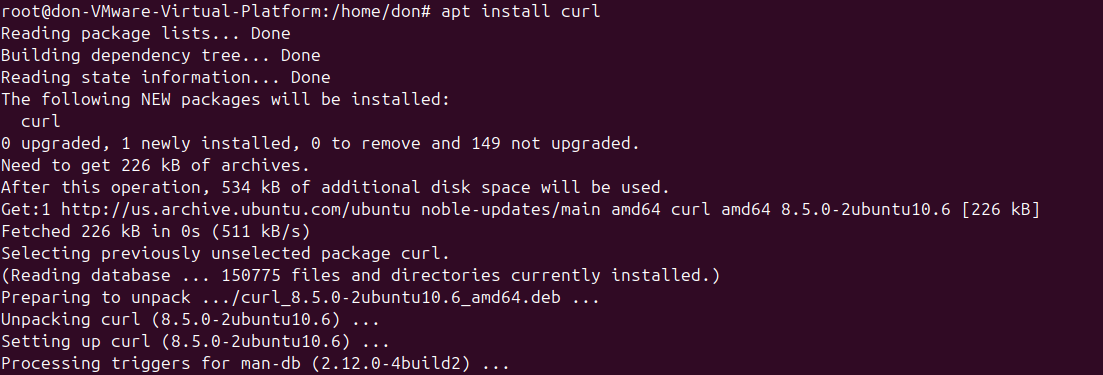 root@don-VMware-Virtual-Platform:/home/don# apt install curl
Reading package lists... Done
Building dependency tree... Done
Reading state information... Done
The following NEW packages will be installed:
  curl
0 upgraded, 1 newly installed, 0 to remove and 149 not upgraded.
Need to get 226 kB of archives.
After this operation, 534 kB of additional disk space will be used.
Get:1 http://us.archive.ubuntu.com/ubuntu noble-updates/main amd64 curl amd64 8.5.0-2ubuntu10.6 [226 kB]
Fetched 226 kB in 0s (511 kB/s)
Selecting previously unselected package curl.
(Reading database ... 150775 files and directories currently installed.)
Preparing to unpack .../curl_8.5.0-2ubuntu10.6_amd64.deb ...
Unpacking curl (8.5.0-2ubuntu10.6) ...
Setting up curl (8.5.0-2ubuntu10.6) ...
Processing triggers for man-db (2.12.0-4build2) ...